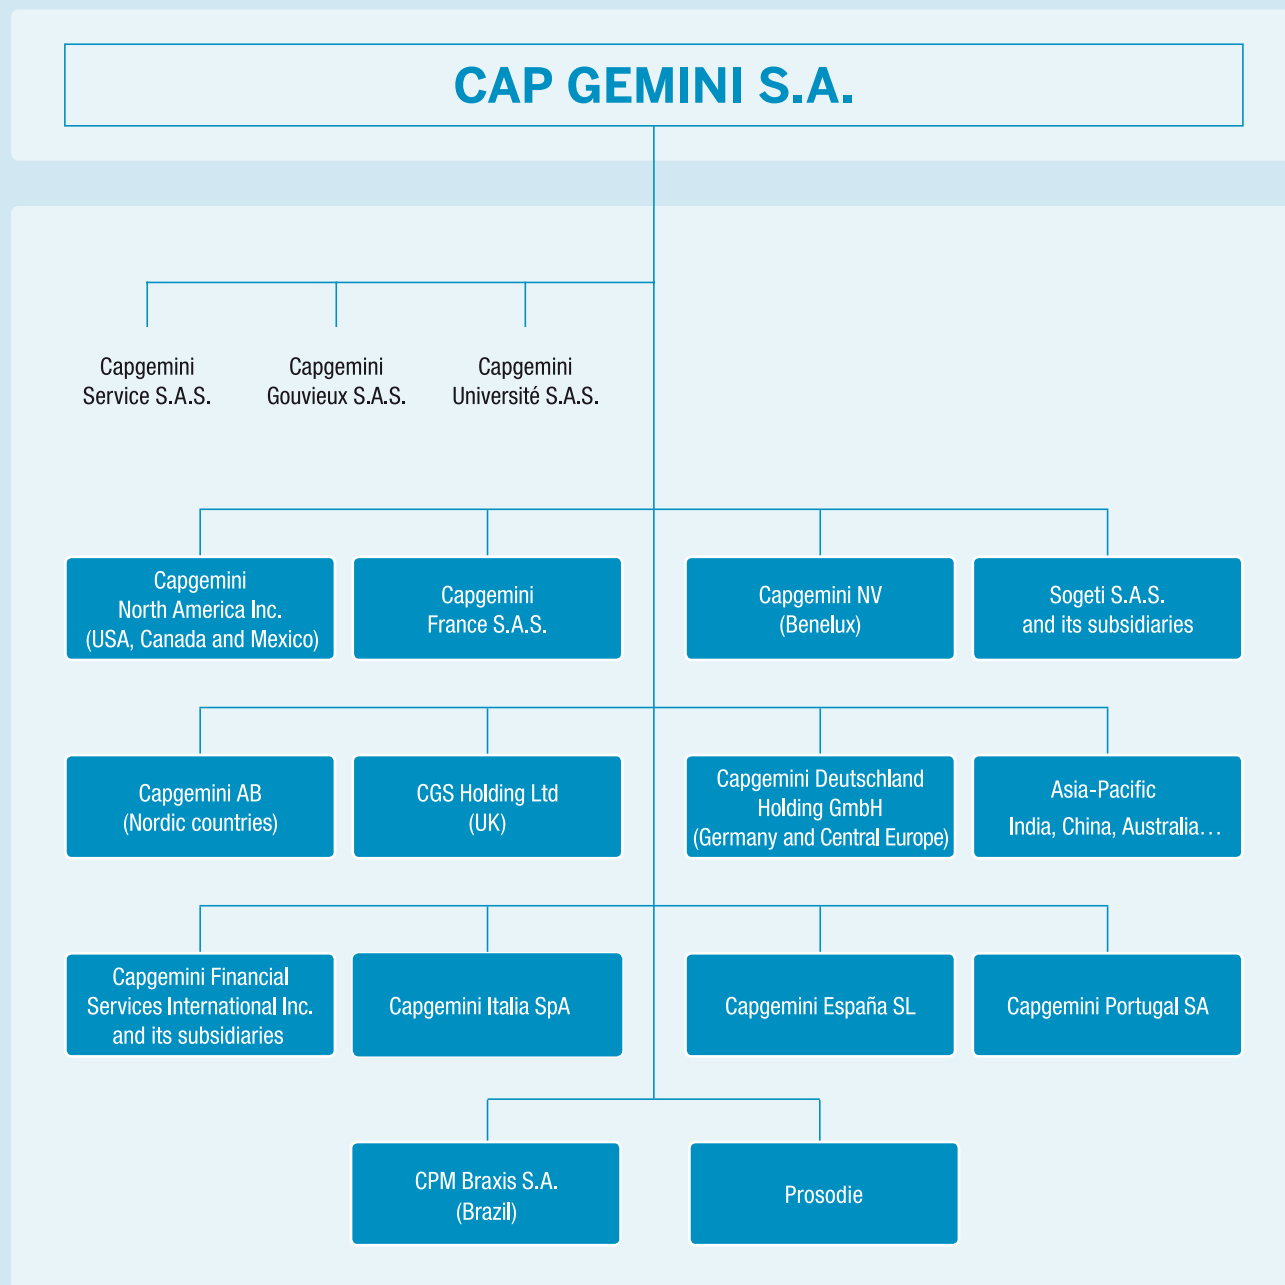 CAP GEMINI S.A.
Capgemini
Service S.A.S.
Capgemini
Gouvieux S.A.S.
Capgemini
Université S.A.S.
Capgemini
North America Inc.
(USA, Canada and Mexico)
Capgemini
France S.A.S.
Capgemini NV
(Benelux)
Sogeti S.A.S.
and its subsidiaries
Capgemini AB
(Nordic countries)
CGS Holding Ltd
(UK)
Capgemini Deutschland
Holding GmbH
(Germany and Central Europe)
Asia-Pacific
India, China, Australia…
Capgemini Financial
Services International Inc.
and its subsidiaries
Capgemini Italia SpA
Capgemini España SL
Capgemini Portugal SA
CPM Braxis S.A.
(Brazil)
Prosodie